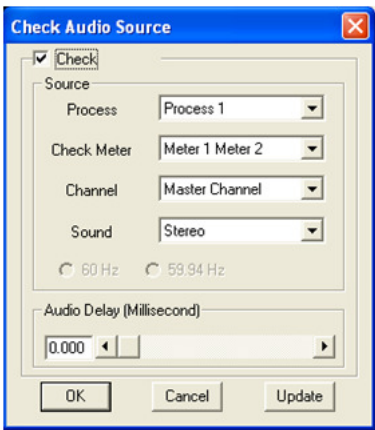 Check Audio Source
Check
Source
Process Process 1
Check Meter Meter 1 Meter 2
Channel Master Channel
Sound Stereo
60 Hz 59.94 Hz
Audio Delay (Millisecond)
0.000
OK Cancel Update